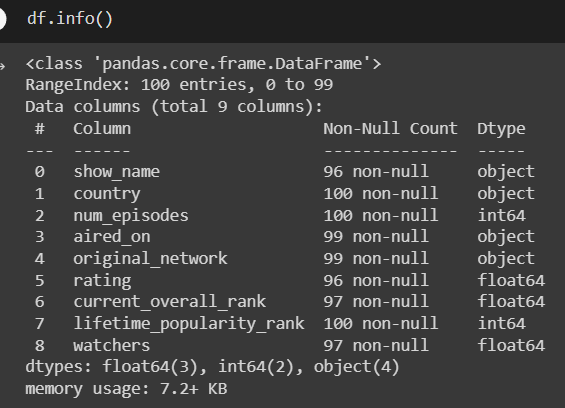 df.info()
<class 'pandas.core.frame.DataFrame'>
RangeIndex: 100 entries, 0 to 99
Data columns (total 9 columns):
 #   Column                   Non-Null Count  Dtype
---  ------                   --------------  -----
 0   show_name                96 non-null     object
 1   country                  100 non-null    object
 2   num_episodes             100 non-null    int64
 3   aired_on                 99 non-null     object
 4   original_network         99 non-null     object
 5   rating                   96 non-null     float64
 6   current_overall_rank     97 non-null     float64
 7   lifetime_popularity_rank 100 non-null    int64
 8   watchers                 97 non-null     float64
dtypes: float64(3), int64(2), object(4)
memory usage: 7.2+ KB